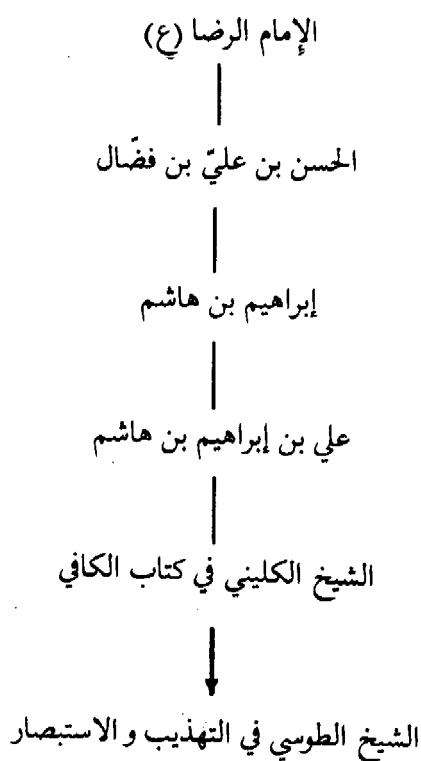 الإمام الرضا (ع)
الحسن بن عليّ بن فضّال
إبراهيم بن هاشم
علي بن إبراهيم بن هاشم
الشيخ الكليني في كتاب الكافي
الشيخ الطوسي في التهذيب و الاستبصار